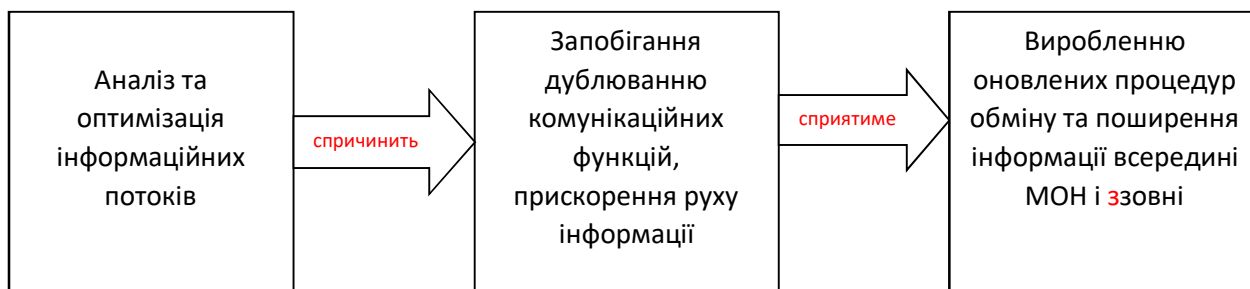 Аналіз та
оптимізація
інформаційних
потоків
спричинить
Запобігання
дублюванню
комунікаційних
функцій,
прискорення руху
інформації
сприятиме
Виробленню
оновлених процедур
обміну та поширення
інформації всередині
МОН і ззовні